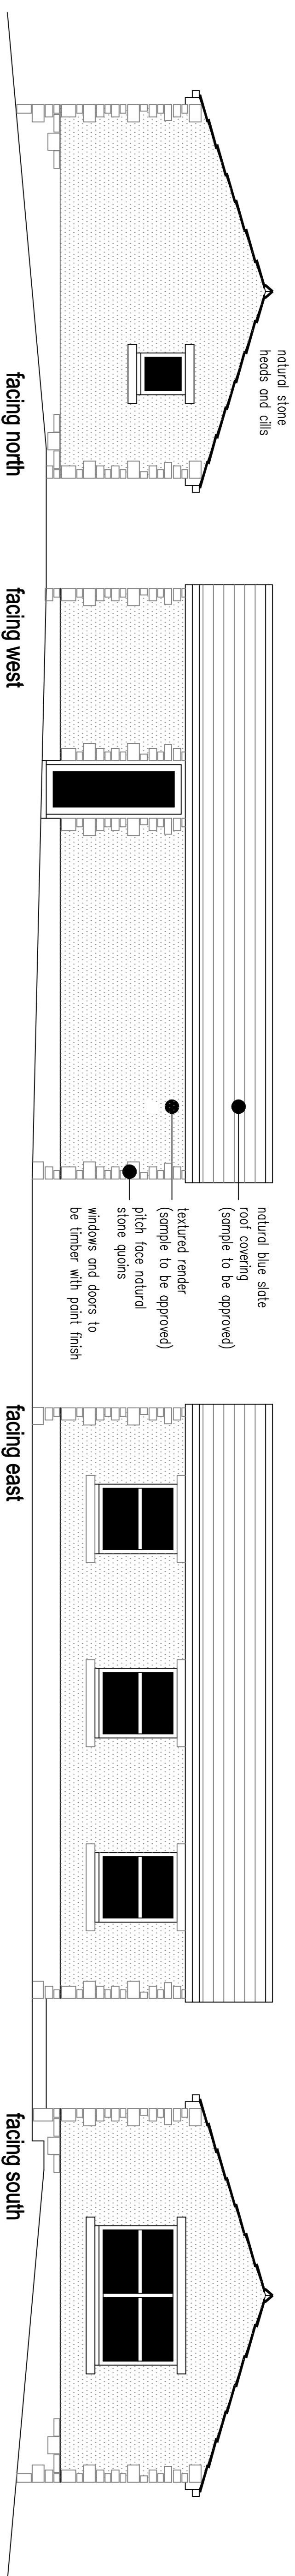 natural stone
heads and cills
facing north
facing west
natural blue slate
roof covering
(sample to be approved)
textured render
(sample to be approved)
pitch face natural
stone quoins
windows and doors to
be timber with paint finish
facing east
facing south